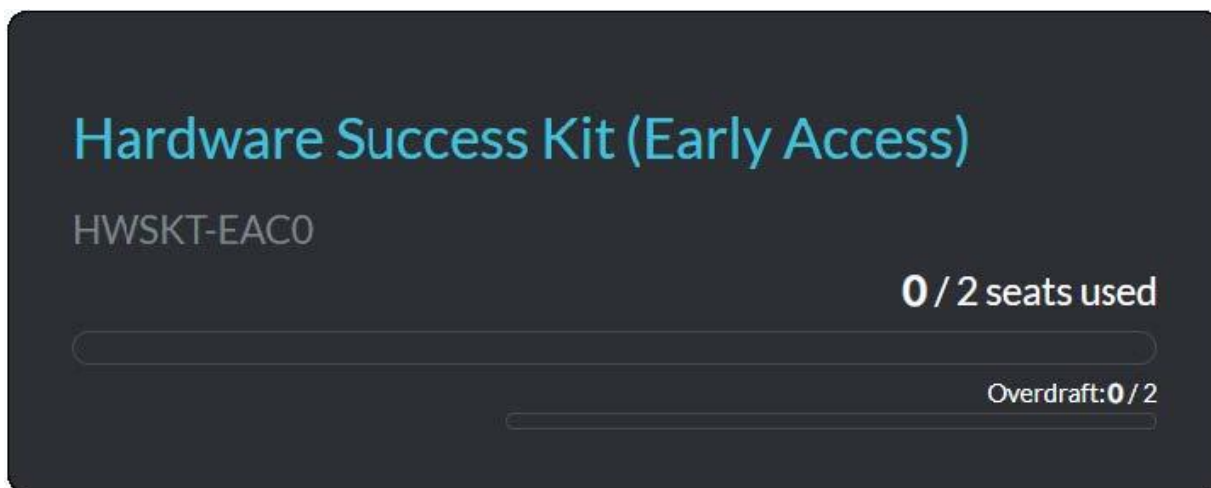 Hardware Success Kit (Early Access)
HWSKT-EAC0
0 / 2 seats used
Overdraft:0 / 2